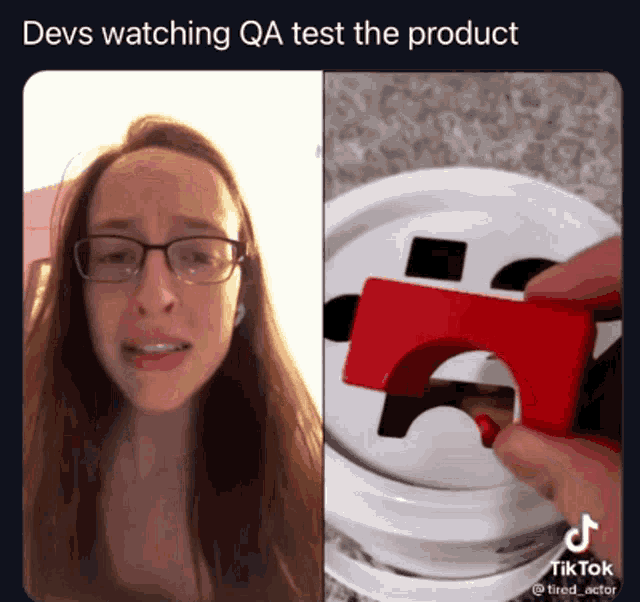 Devs watching QA test the product
TikTok
@tired_actor